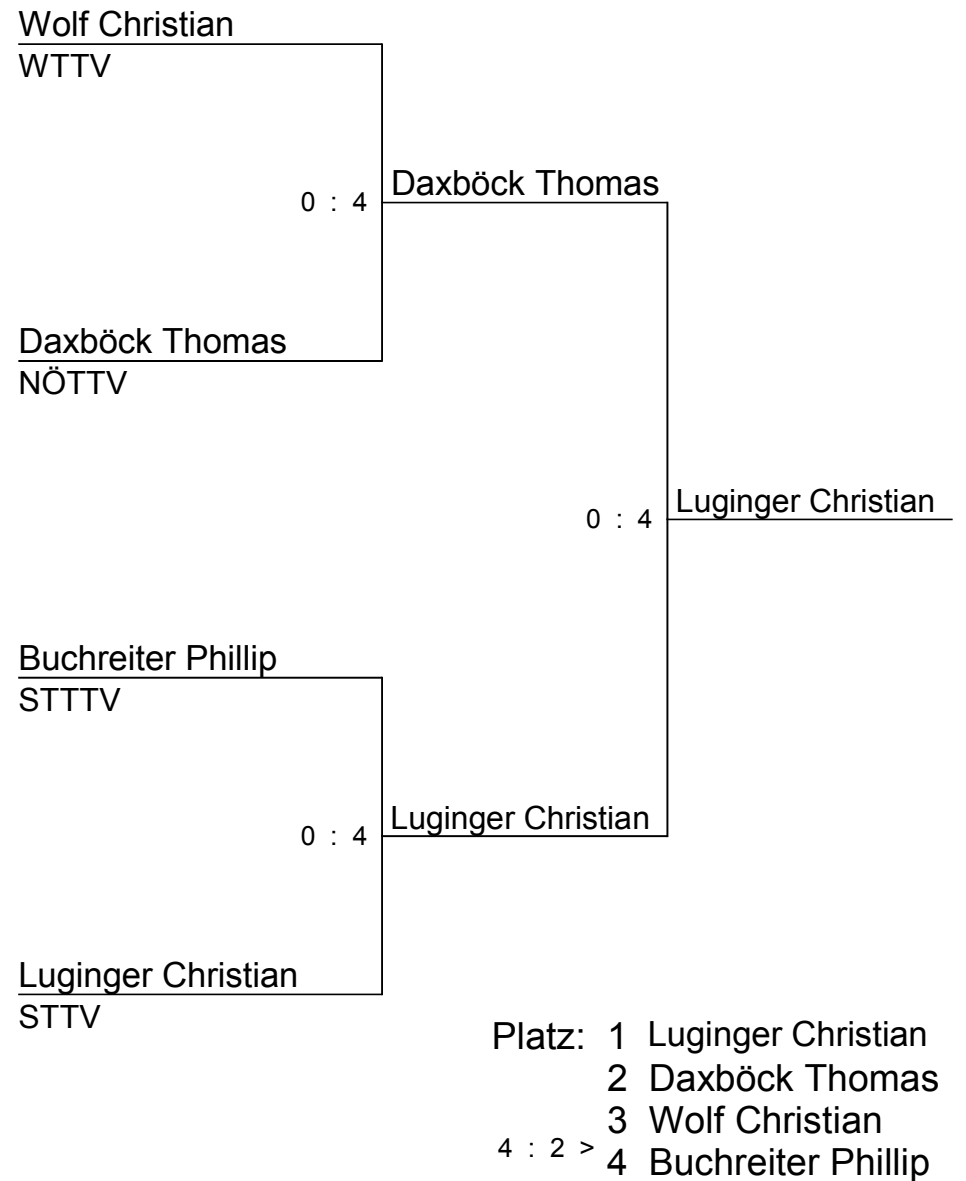 Wolf Christian
WTTV
0 : 4
Daxböck Thomas
Daxböck Thomas
NÖTTV
0 : 4
Luginger Christian
Buchreiter Phillip
STTTV
0 : 4
Luginger Christian
Luginger Christian
STTV
Platz: 1 Luginger Christian
2 Daxböck Thomas
3 Wolf Christian
4 : 2 >
4 Buchreiter Phillip